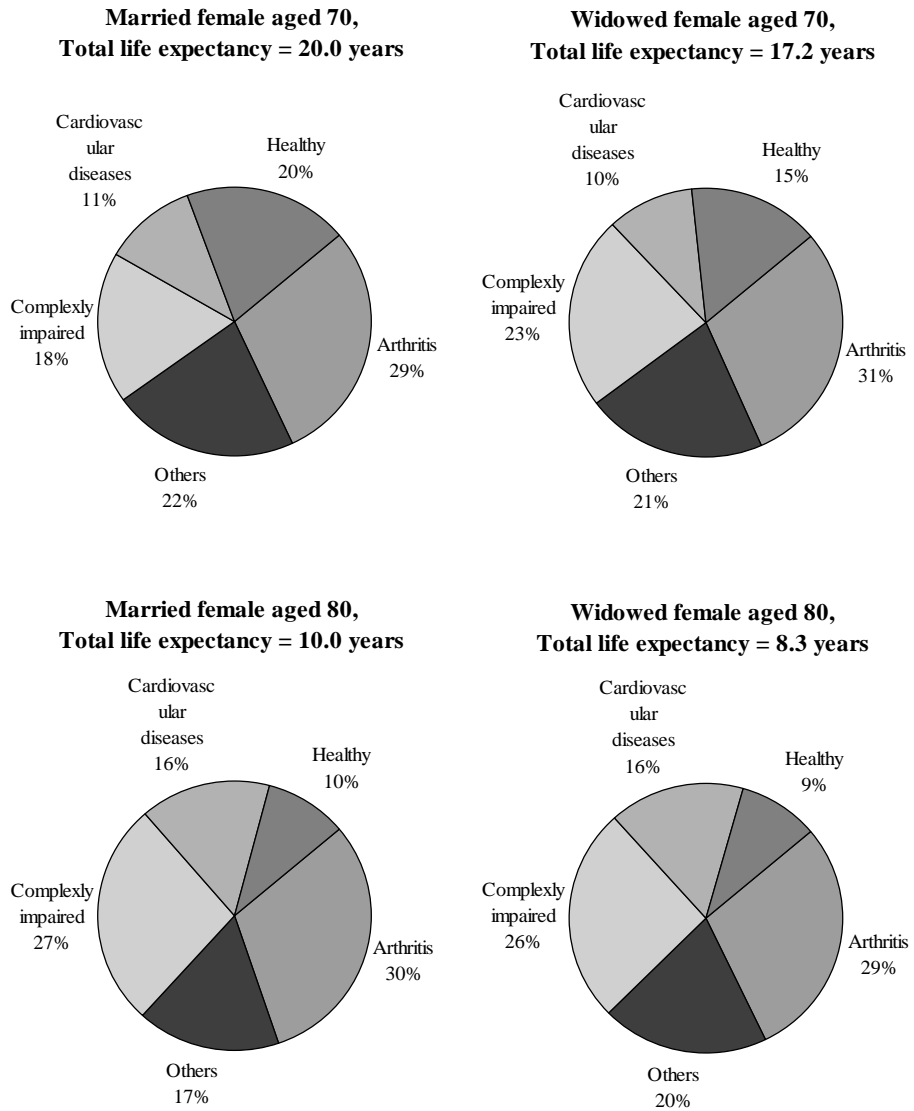 Married female aged 70,
Total life expectancy = 20.0 years
Cardiovasc
ular
diseases
11%
Healthy
20%
Complexly
impaired
18%
Arthritis
29%
Others
22%
Widowed female aged 70,
Total life expectancy = 17.2 years
Cardiovasc
ular
diseases
10%
Healthy
15%
Complexly
impaired
23%
Arthritis
31%
Others
21%
Married female aged 80,
Total life expectancy = 10.0 years
Cardiovasc
ular
diseases
16%
Healthy
10%
Complexly
impaired
27%
Arthritis
30%
Others
17%
Widowed female aged 80,
Total life expectancy = 8.3 years
Cardiovasc
ular
diseases
16%
Healthy
9%
Complexly
impaired
26%
Arthritis
29%
Others
20%